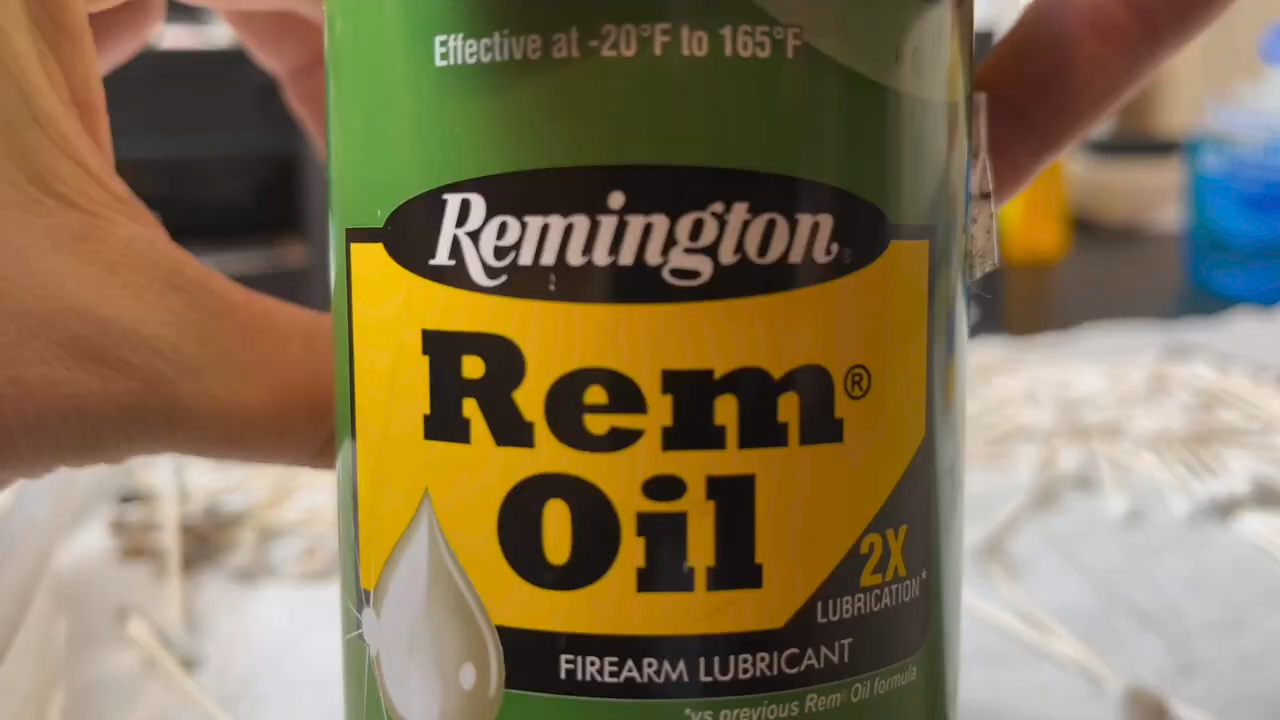 Effective at -20°F to 165°F
Remington®
Rem®
Oil
2X
LUBRICATION*
FIREARM LUBRICANT
*vs previous Rem® Oil formula